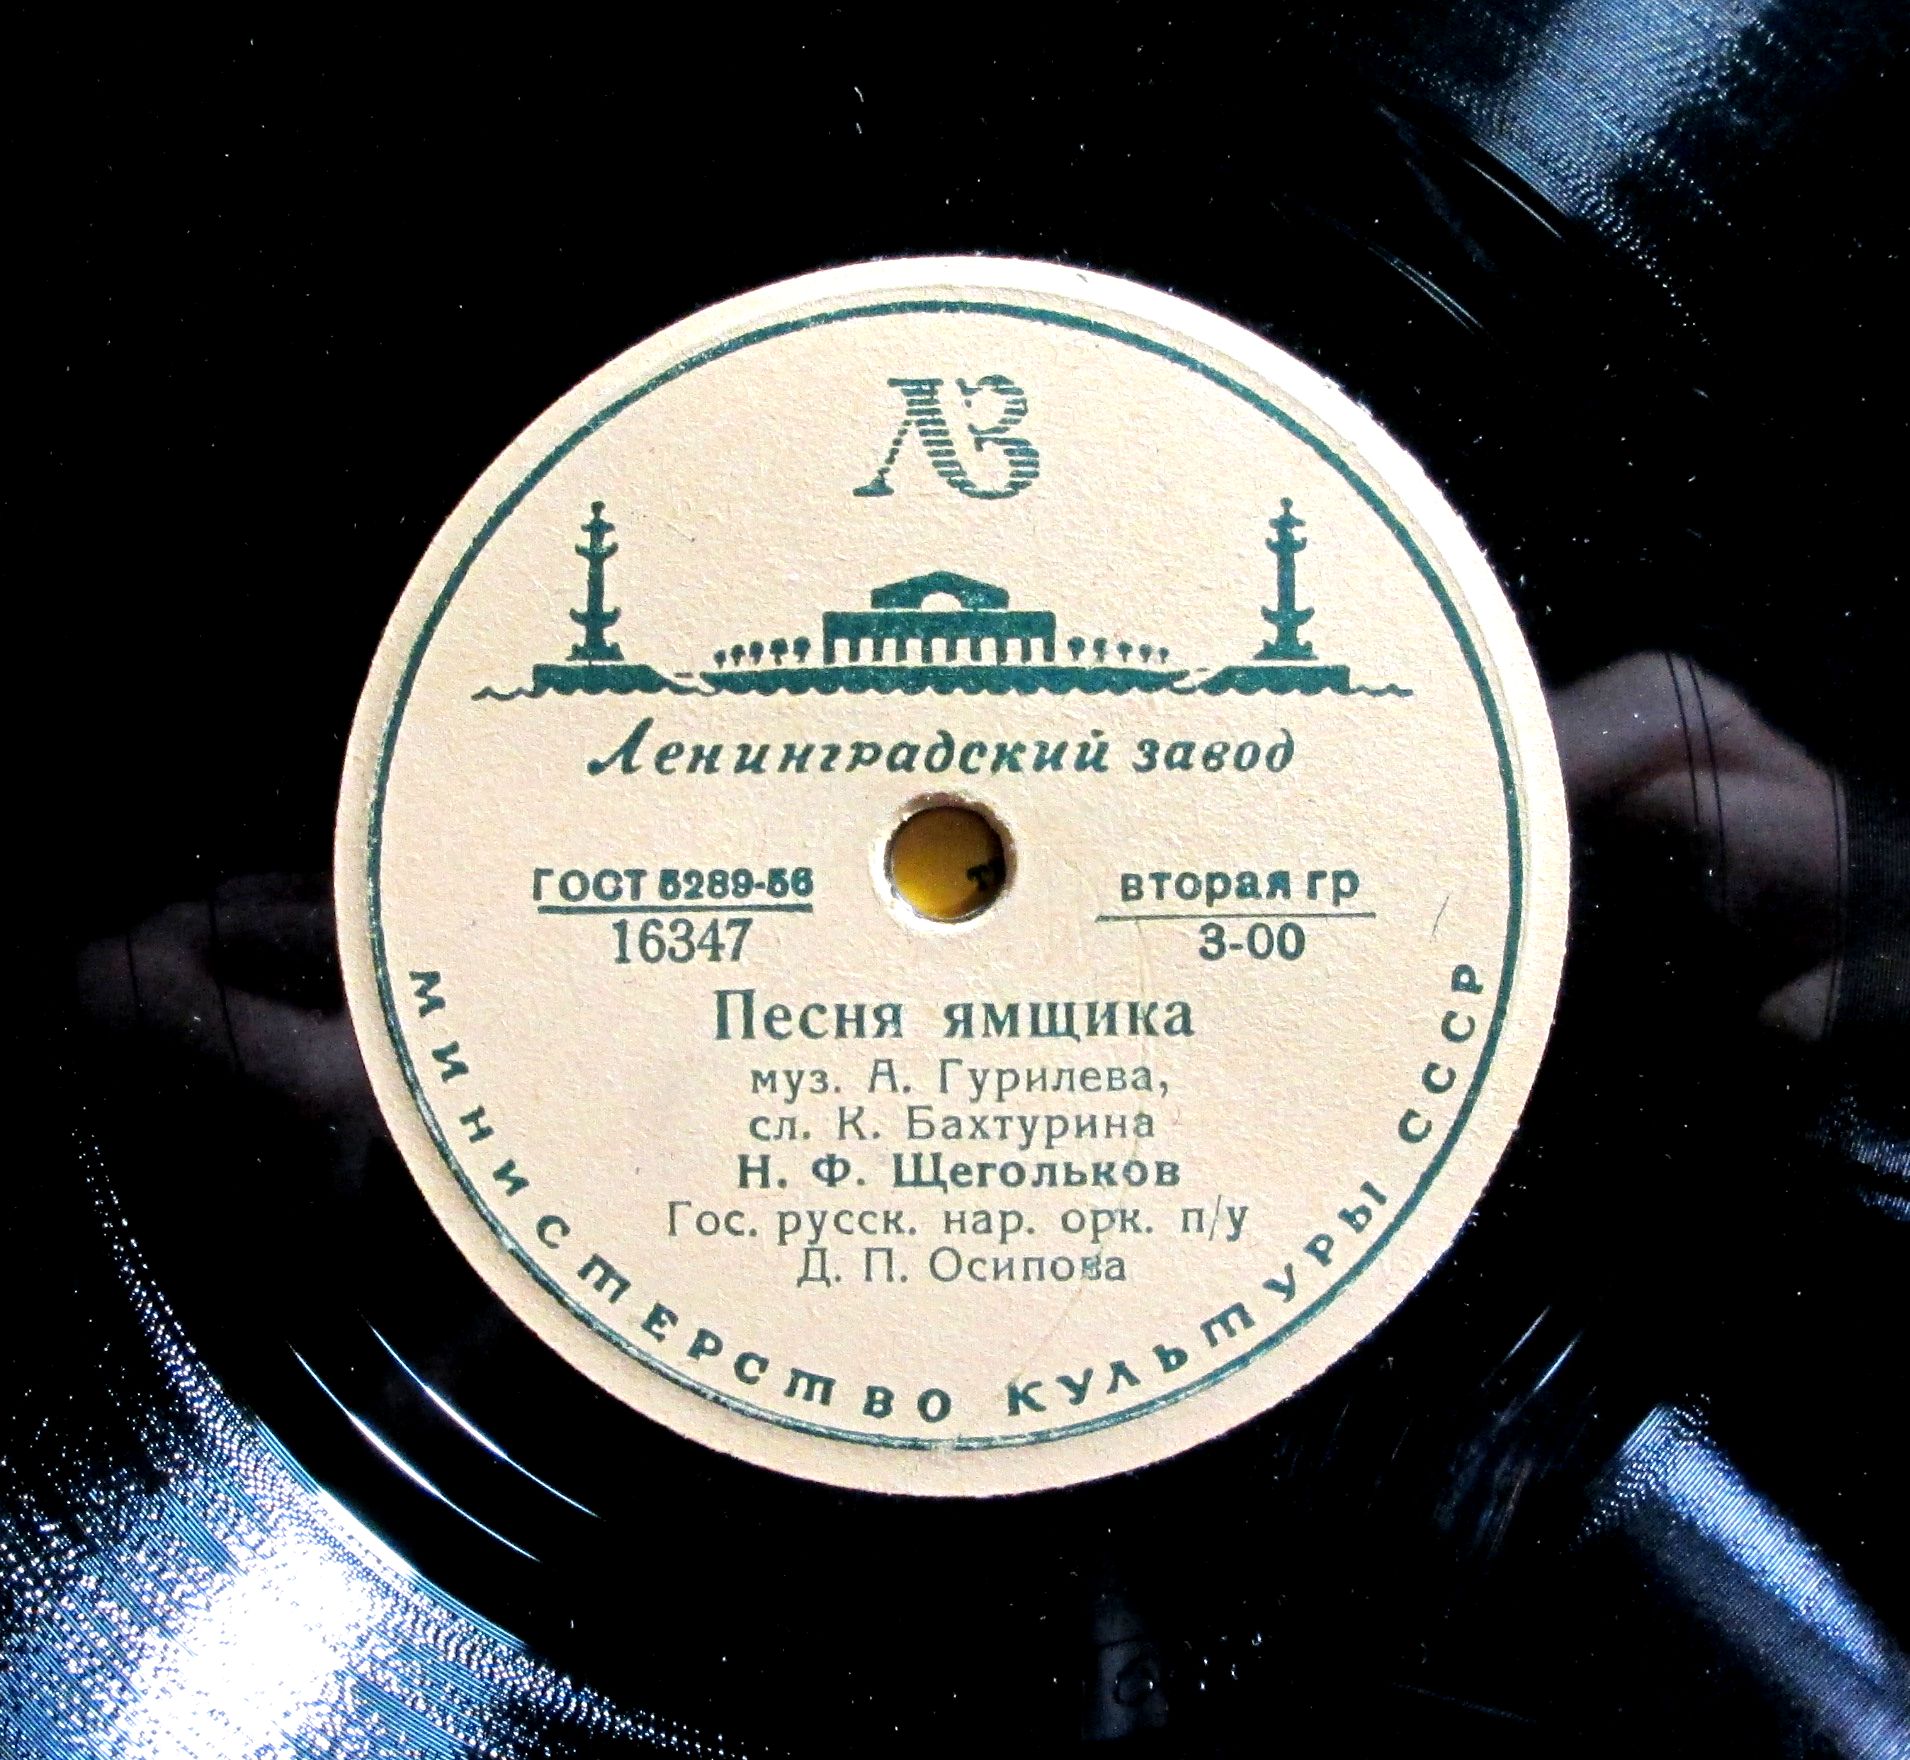 ЛЗ
Ленинградский завод
ГОСТ 5289-56
16347
вторая гр
3-00
Песня ямщика
муз. А. Гурилева,
сл. К. Бахтурина
Н. Ф. Щегольков
Гос. русск. нар. орк. п/у
Д. П. Осипова
МИНИСТЕРСТВО КУЛЬТУРЫ СССР